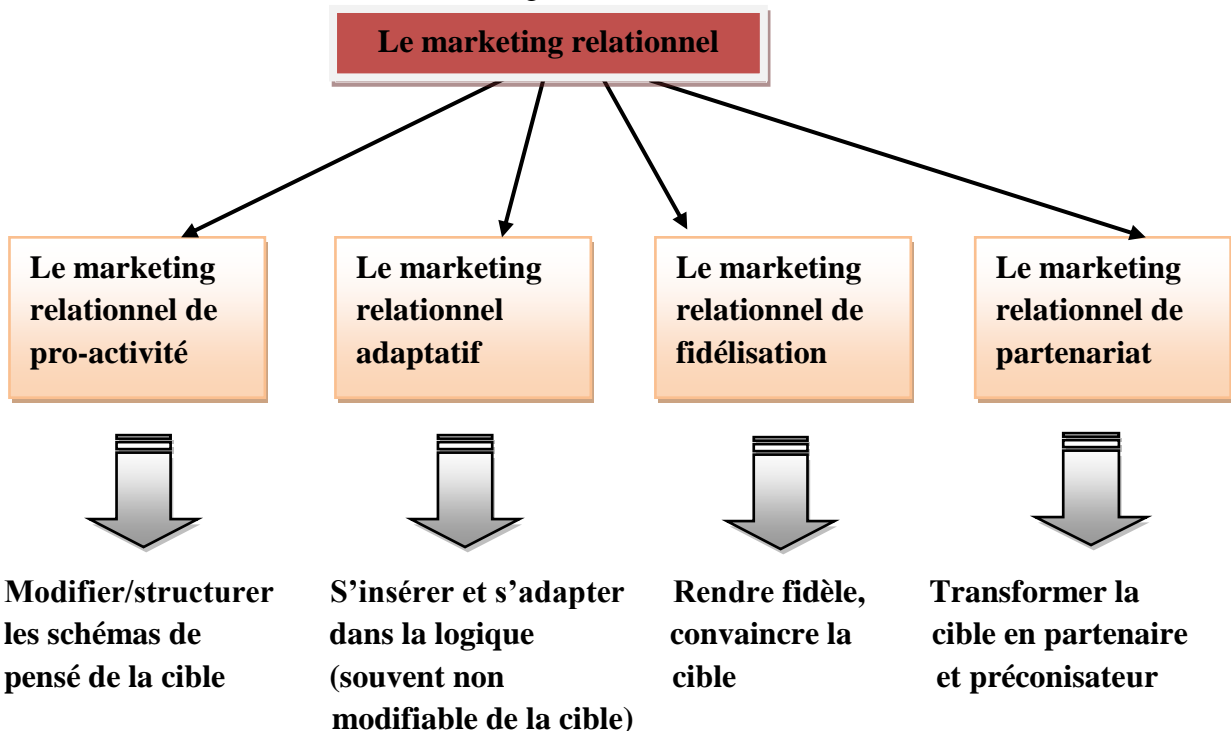 Le marketing relationnel
Le marketing
relationnel de
pro-activité
Le marketing
relationnel
adaptatif
Le marketing
relationnel de
fidélisation
Le marketing
relationnel de
partenariat
Modifier/structurer
les schémas de
pensé de la cible
S’insérer et s’adapter
dans la logique
(souvent non
modifiable de la cible)
Rendre fidèle,
convaincre la
cible
Transformer la
cible en partenaire
et préconisateur